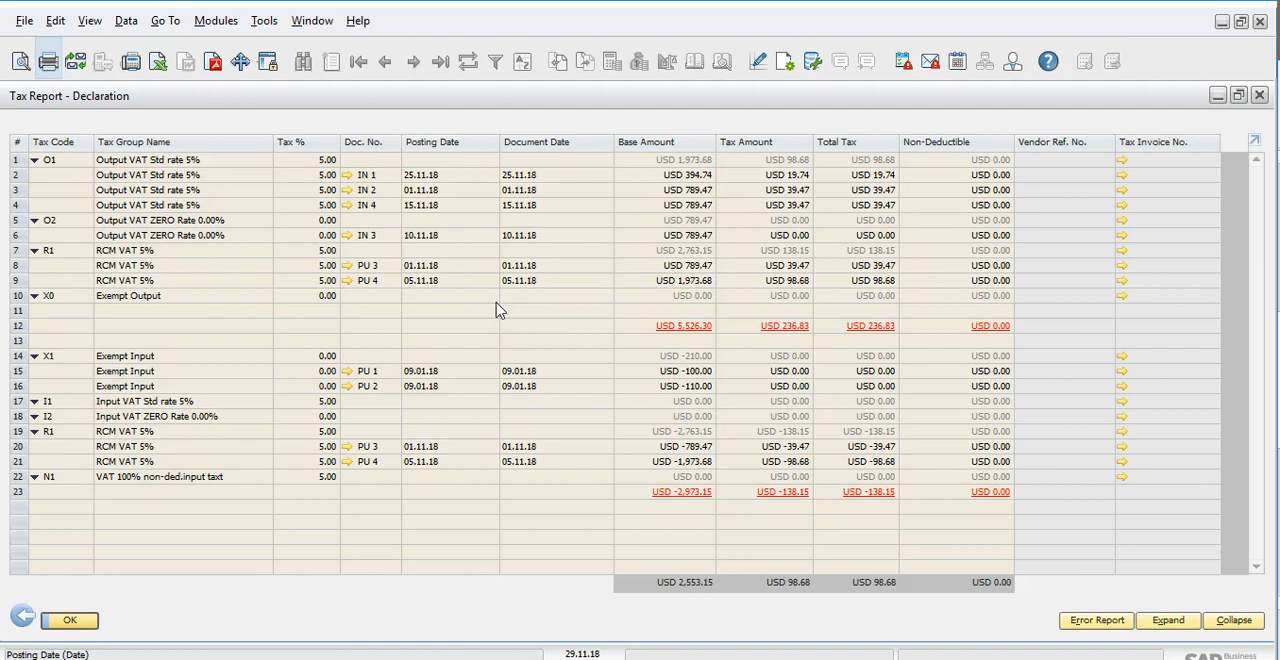 File Edit View Data Go To Modules Tools Window Help
Tax Report - Declaration
# Tax Code Tax Group Name Tax % Doc. No. Posting Date Document Date Base Amount Tax Amount Total Tax Non-Deductible Vendor Ref. No. Tax Invoice No.
1 O1 Output VAT Std rate 5% 5.00 USD 1,973.68 USD 98.68 USD 98.68 USD 0.00
2 Output VAT Std rate 5% 5.00 IN 1 25.11.18 25.11.18 USD 394.74 USD 19.74 USD 19.74 USD 0.00
3 Output VAT Std rate 5% 5.00 IN 2 01.11.18 01.11.18 USD 789.47 USD 39.47 USD 39.47 USD 0.00
4 Output VAT Std rate 5% 5.00 IN 4 15.11.18 15.11.18 USD 789.47 USD 39.47 USD 39.47 USD 0.00
5 O2 Output VAT ZERO Rate 0.00% 0.00 USD 789.47 USD 0.00 USD 0.00 USD 0.00
6 Output VAT ZERO Rate 0.00% 0.00 IN 3 10.11.18 10.11.18 USD 789.47 USD 0.00 USD 0.00 USD 0.00
7 R1 RCM VAT 5% 5.00 USD 2,763.15 USD 138.15 USD 138.15 USD 0.00
8 RCM VAT 5% 5.00 PU 3 01.11.18 01.11.18 USD 789.47 USD 39.47 USD 39.47 USD 0.00
9 RCM VAT 5% 5.00 PU 4 05.11.18 05.11.18 USD 1,973.68 USD 98.68 USD 98.68 USD 0.00
10 X0 Exempt Output 0.00 USD 0.00 USD 0.00 USD 0.00 USD 0.00
11
12 USD 5,526.30 USD 236.83 USD 236.83 USD 0.00
13
14 X1 Exempt Input 0.00 USD -210.00 USD 0.00 USD 0.00 USD 0.00
15 Exempt Input 0.00 PU 1 09.01.18 09.01.18 USD -100.00 USD 0.00 USD 0.00 USD 0.00
16 Exempt Input 0.00 PU 2 09.01.18 09.01.18 USD -110.00 USD 0.00 USD 0.00 USD 0.00
17 I1 Input VAT Std rate 5% 5.00 USD 0.00 USD 0.00 USD 0.00 USD 0.00
18 I2 Input VAT ZERO Rate 0.00% 0.00 USD 0.00 USD 0.00 USD 0.00 USD 0.00
19 R1 RCM VAT 5% 5.00 USD -2,763.15 USD -138.15 USD -138.15 USD 0.00
20 RCM VAT 5% 5.00 PU 3 01.11.18 01.11.18 USD -789.47 USD -39.47 USD -39.47 USD 0.00
21 RCM VAT 5% 5.00 PU 4 05.11.18 05.11.18 USD -1,973.68 USD -98.68 USD -98.68 USD 0.00
22 N1 VAT 100% non-ded.input taxt 5.00 USD 0.00 USD 0.00 USD 0.00 USD 0.00
23 USD -2,973.15 USD -138.15 USD -138.15 USD 0.00
USD 2,553.15 USD 98.68 USD 98.68 USD 0.00
OK Error Report Expand Collapse
Posting Date (Date) 29.11.18 SAP Business